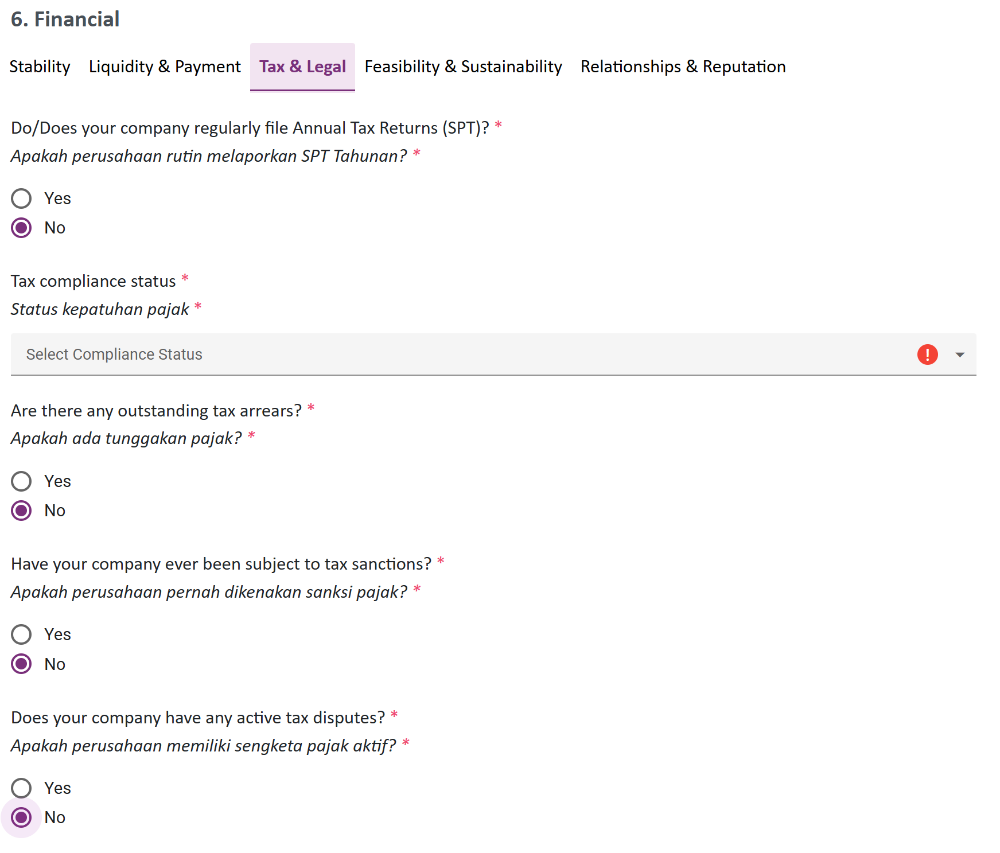 6. Financial
Stability Liquidity & Payment Tax & Legal Feasibility & Sustainability Relationships & Reputation
Do/Does your company regularly file Annual Tax Returns (SPT)? *
Apakah perusahaan rutin melaporkan SPT Tahunan? *
Yes
No
Tax compliance status *
Status kepatuhan pajak *
Select Compliance Status
Are there any outstanding tax arrears? *
Apakah ada tunggakan pajak? *
Yes
No
Have your company ever been subject to tax sanctions? *
Apakah perusahaan pernah dikenakan sanksi pajak? *
Yes
No
Does your company have any active tax disputes? *
Apakah perusahaan memiliki sengketa pajak aktif? *
Yes
No